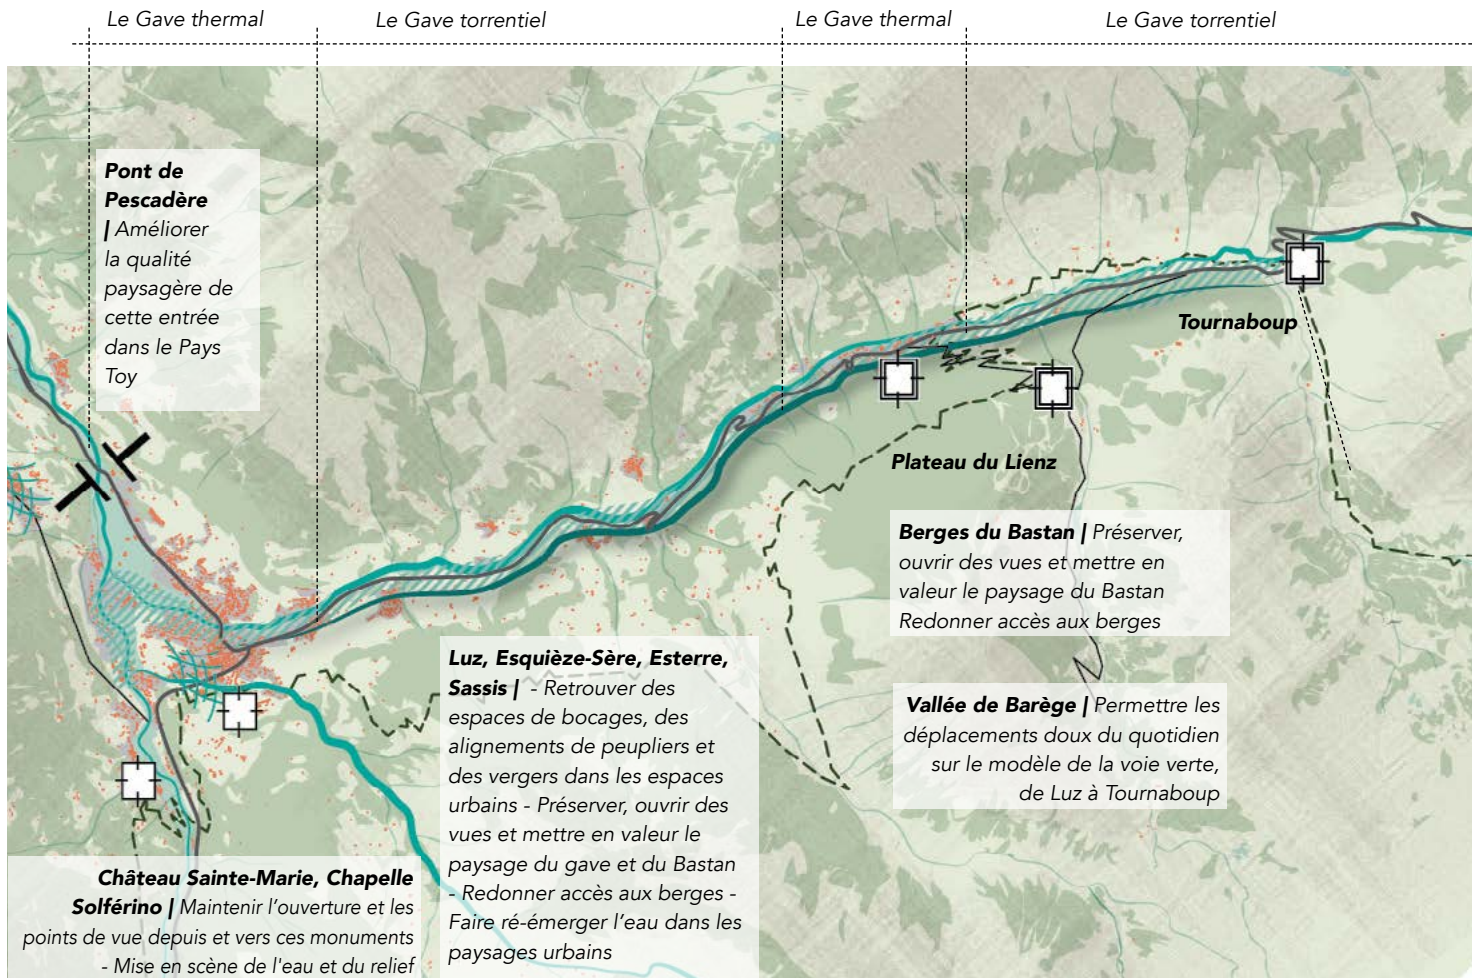 Le Gave thermal
Le Gave torrentiel
Le Gave thermal
Le Gave torrentiel
Pont de
Pescadère
| Améliorer
la qualité
paysagère de
cette entrée
dans le Pays
Toy
Tournaboup
Plateau du Lienz
Berges du Bastan | Préserver,
ouvrir des vues et mettre en
valeur le paysage du Bastan
Redonner accès aux berges
Luz, Esquièze-Sère, Esterre,
Sassis | - Retrouver des
espaces de bocages, des
alignements de peupliers et
des vergers dans les espaces
urbains - Préserver, ouvrir des
vues et mettre en valeur le
paysage du gave et du Bastan
- Redonner accès aux berges -
Faire ré-émerger l'eau dans les
paysages urbains
Vallée de Barège | Permettre les
déplacements doux du quotidien
sur le modèle de la voie verte,
de Luz à Tournaboup
Château Sainte-Marie, Chapelle
Solférino | Maintenir l'ouverture et les
points de vue depuis et vers ces monuments
- Mise en scène de l'eau et du relief